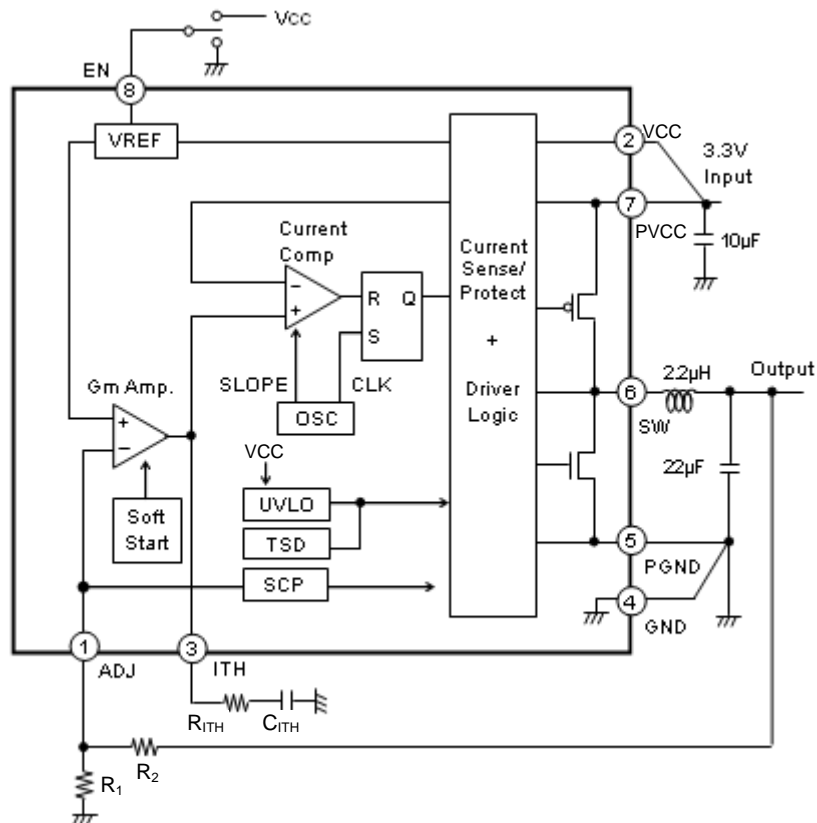 VCC
EN
8
VREF
2
VCC
3.3V
Input
7
PVCC
10µF
Current
Comp
−
+
R
Q
S
Current
Sense/
Protect
+
Driver
Logic
SLOPE
CLK
OSC
Gm Amp.
+
−
2.2µH
Output
6
SW
22µF
VCC
UVLO
TSD
SCP
Soft
Start
5
PGND
4
GND
1
ADJ
3
ITH
RITH
CITH
R2
R1